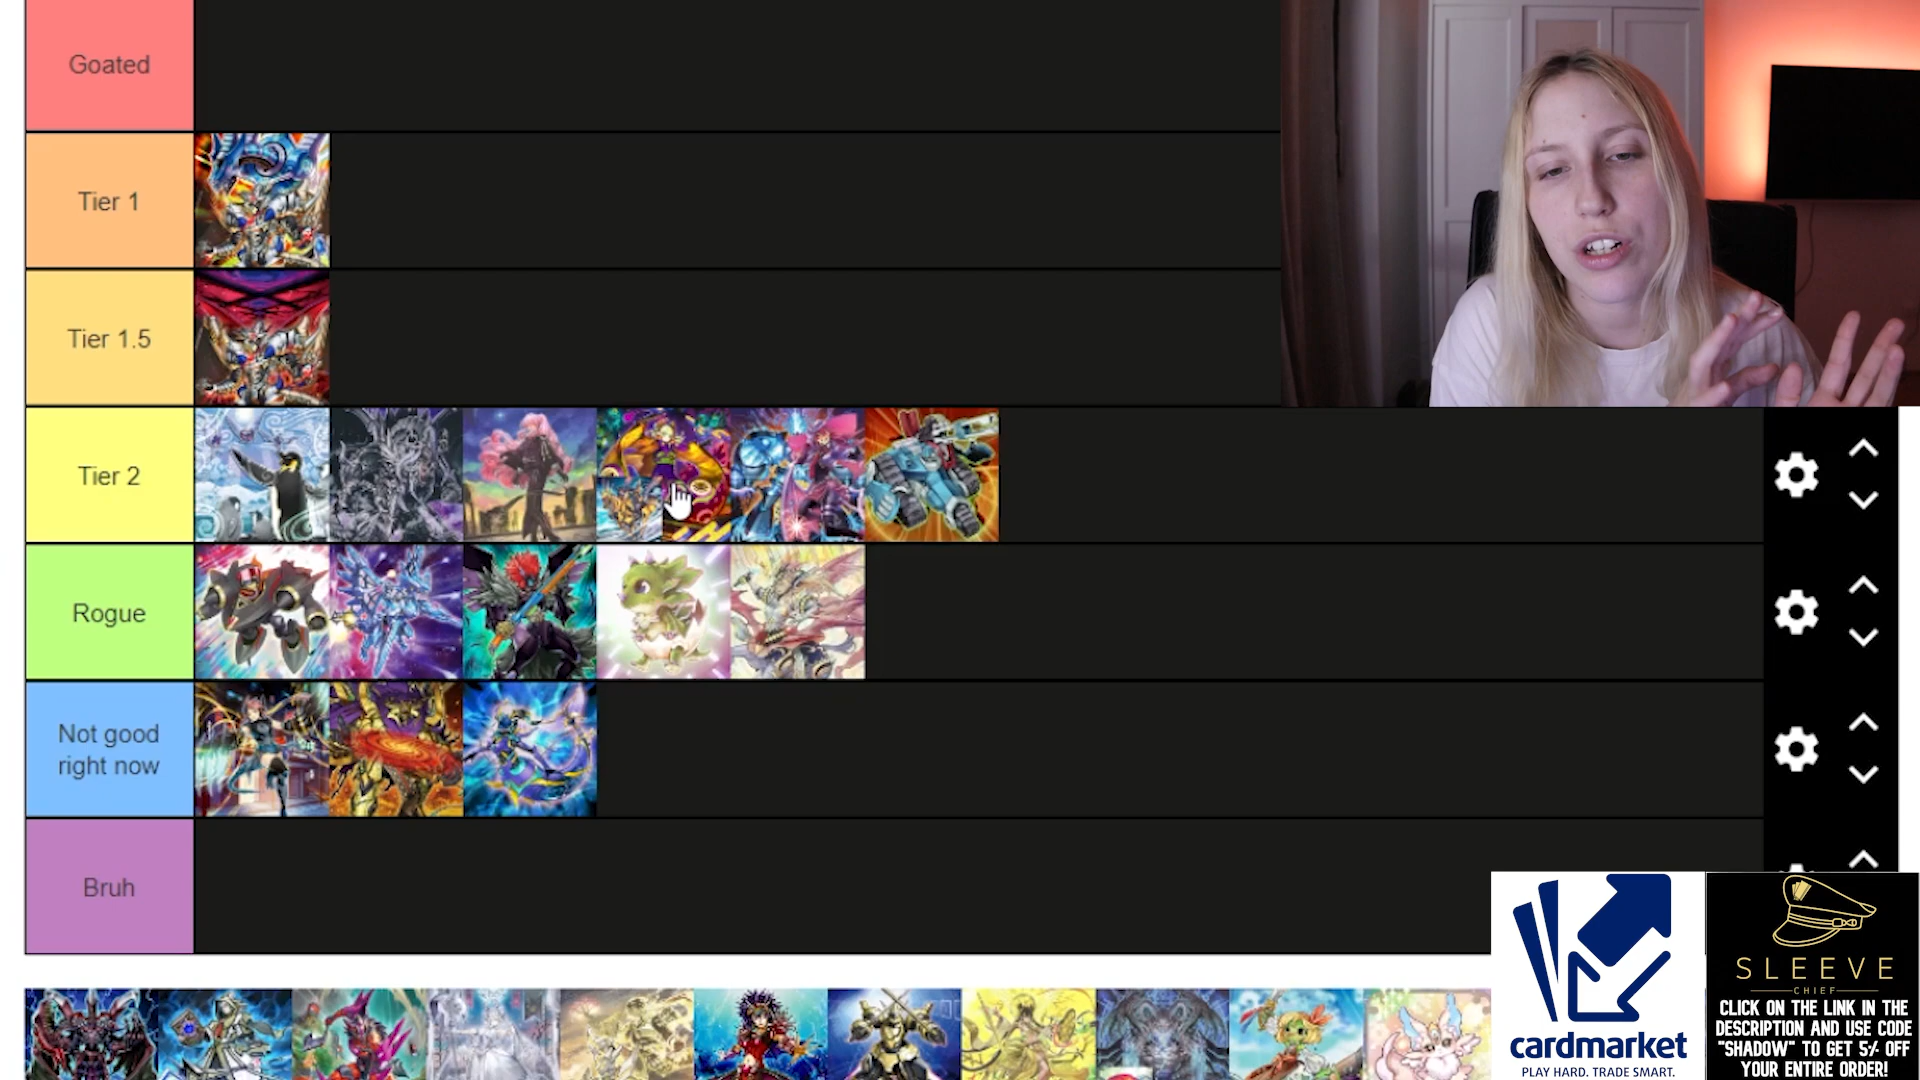 Goated
Tier 1
Tier 1.5
Tier 2
Rogue
Not good
right now
Bruh
cardmarket
PLAY HARD. TRADE SMART.
SLEEVE
CHIEF
CLICK ON THE LINK IN THE
DESCRIPTION AND USE CODE
"SHADOW" TO GET 5% OFF
YOUR ENTIRE ORDER!